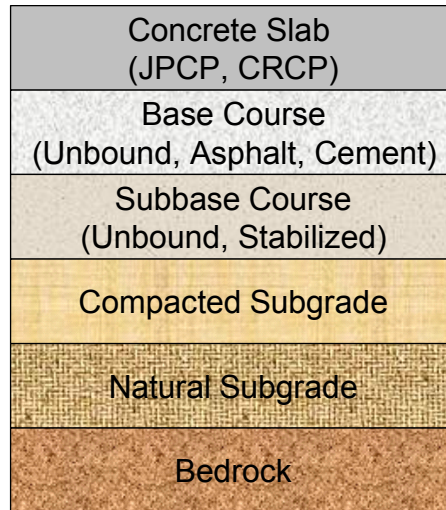 Concrete Slab
(JPCP, CRCP)
Base Course
(Unbound, Asphalt, Cement)
Subbase Course
(Unbound, Stabilized)
Compacted Subgrade
Natural Subgrade
Bedrock